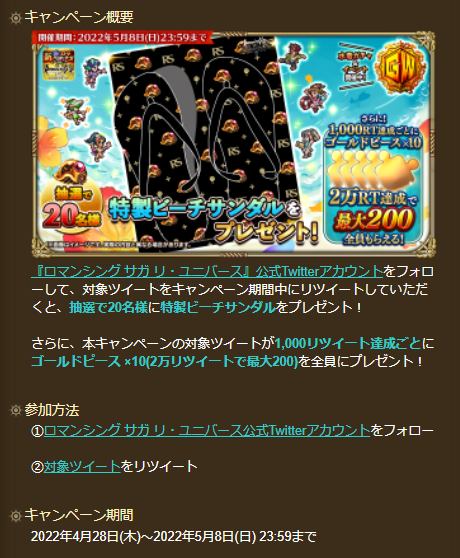 キャンペーン概要
開催期間：2022年5月8日(日)23:59まで
GW
RS
さらに!
1,000RT達成ごとに
ゴールドピース×10
2万RT達成で
最大200
全員もらえる!
抽選で
20名様
特製ビーチサンダルを
プレゼント!
『ロマンシング サガ リ・ユニバース』公式Twitterアカウントをフォロ
ーして、対象ツイートをキャンペーン期間中にリツイートしていただ
くと、抽選で20名様に特製ビーチサンダルをプレゼント！
さらに、本キャンペーンの対象ツイートが1,000リツイート達成ごとに
ゴールドピース ×10(2万リツイートで最大200)を全員にプレゼント！
参加方法
①ロマンシング サガ リ・ユニバース公式Twitterアカウントをフォロー
②対象ツイートをリツイート
キャンペーン期間
2022年4月28日(木)～2022年5月8日(日) 23:59まで